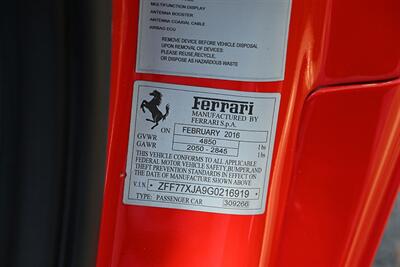 MULTIFUNCTION DISPLAY
ANTENNA BOOSTER
ANTENNA COAXIAL CABLE
AIRBAG ECU
REMOVE DEVICES BEFORE VEHICLE DISPOSAL
UPON REMOVAL OF DEVICES:
PLEASE REUSE,RECYCLE,
OR DISPOSE AS HAZARDOUS WASTE
Ferrari
MANUFACTURED BY
FERRARI S.p.A.
ON FEBRUARY 2016
GVWR 4850 lbs
GAWR 2050 - 2845 lbs
THIS VEHICLE CONFORMS TO ALL APPLICABLE
FEDERAL MOTOR VEHICLE SAFETY,BUMPER,AND
THEFT PREVENTION STANDARDS IN EFFECT ON
THE DATE OF MANUFACTURE SHOWN ABOVE
V.I.N. ZFF77XJA9G0216919
TYPE: PASSENGER CAR 309266